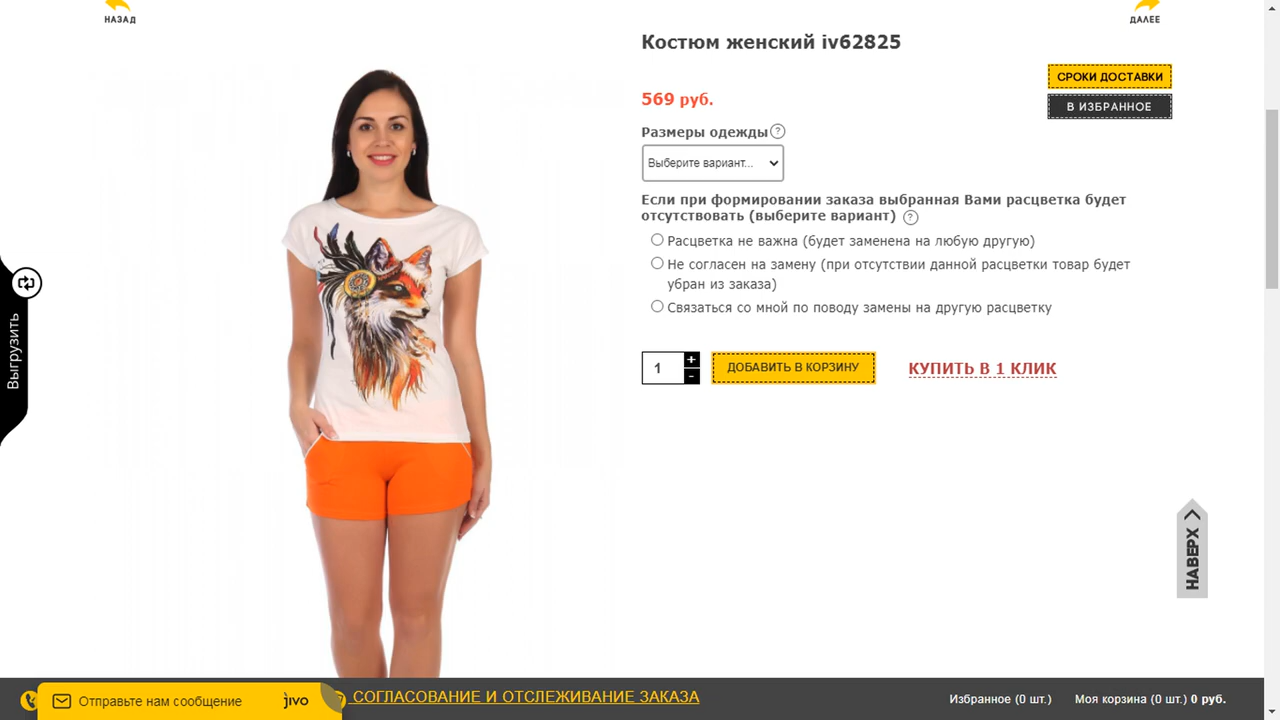 НАЗАД
ДАЛЕЕ
Костюм женский iv62825
СРОКИ ДОСТАВКИ
569 руб.
В ИЗБРАННОЕ
Размеры одежды ?
Выберите вариант...
Если при формировании заказа выбранная Вами расцветка будет
отсутствовать (выберите вариант) ?
Расцветка не важна (будет заменена на любую другую)
Не согласен на замену (при отсутствии данной расцветки товар будет
убран из заказа)
Связаться со мной по поводу замены на другую расцветку
1 + -
ДОБАВИТЬ В КОРЗИНУ
КУПИТЬ В 1 КЛИК
Выгрузить
НАВЕРХ
Отправьте нам сообщение jivo
СОГЛАСОВАНИЕ И ОТСЛЕЖИВАНИЕ ЗАКАЗА
Избранное (0 шт.) Моя корзина (0 шт.) 0 руб.